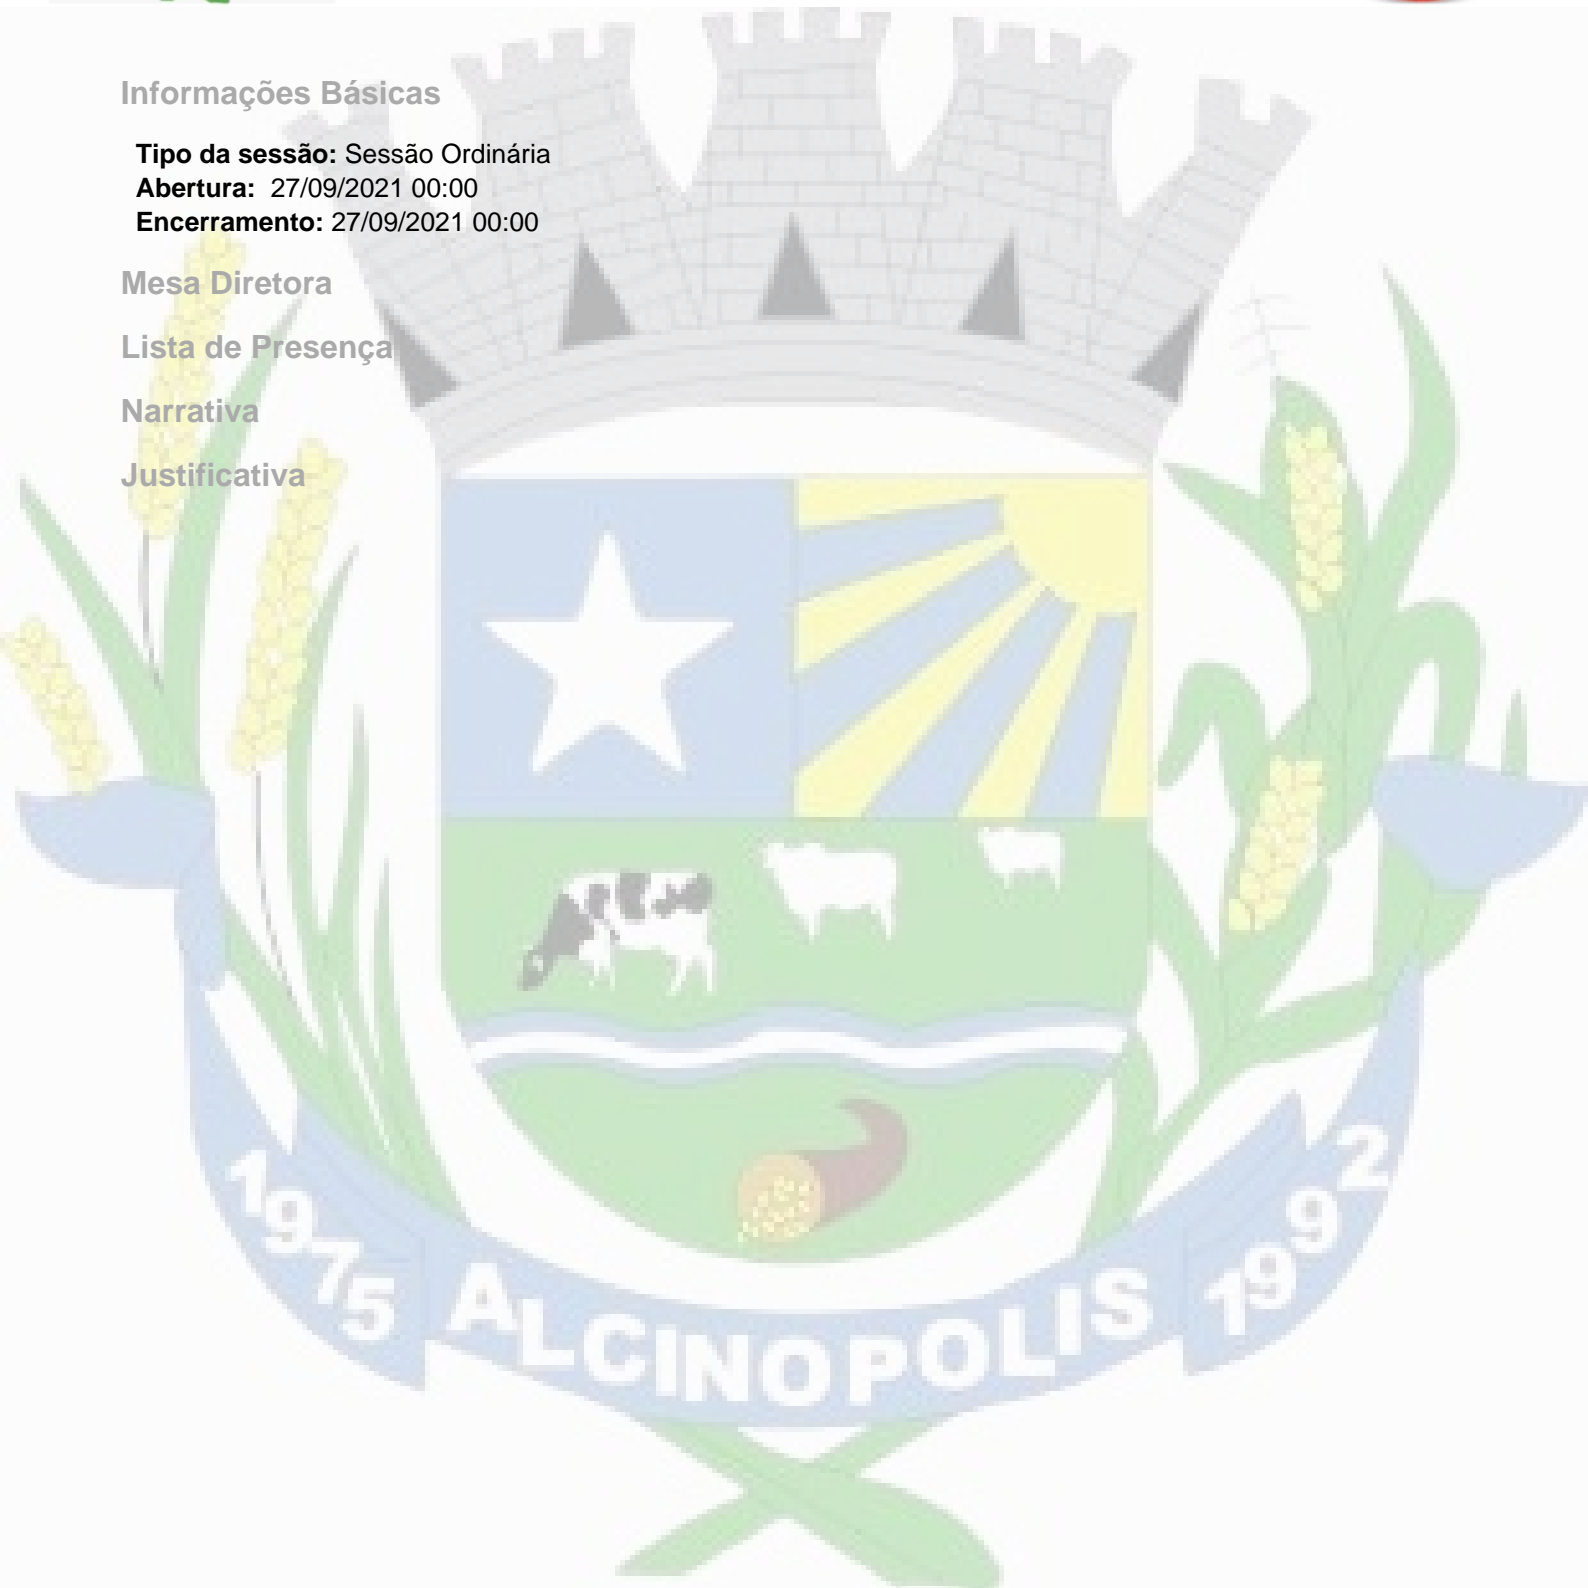 Informações Básicas
Tipo da sessão: Sessão Ordinária
Abertura: 27/09/2021 00:00
Encerramento: 27/09/2021 00:00
Mesa Diretora
Lista de Presença
Narrativa
Justificativa
1975 ALCINOPOLIS 1992